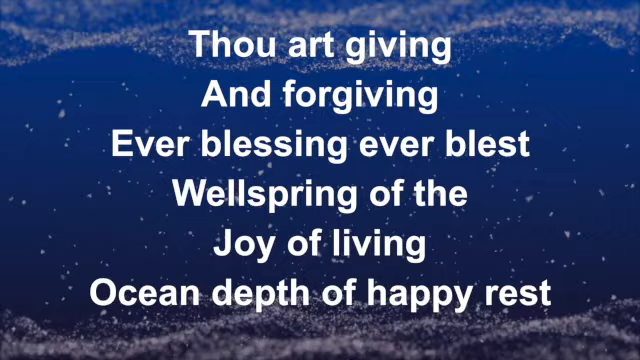 Thou art giving
And forgiving
Ever blessing ever blest
Wellspring of the
Joy of living
Ocean depth of happy rest